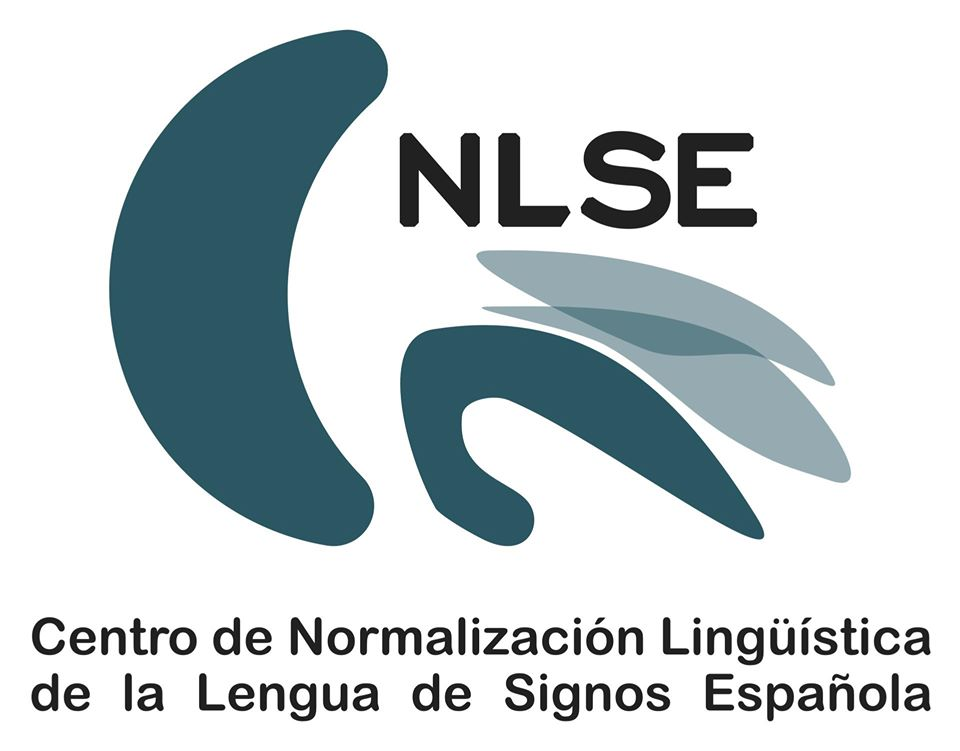 CNLSE
Centro de Normalización Lingüística
de la Lengua de Signos Española